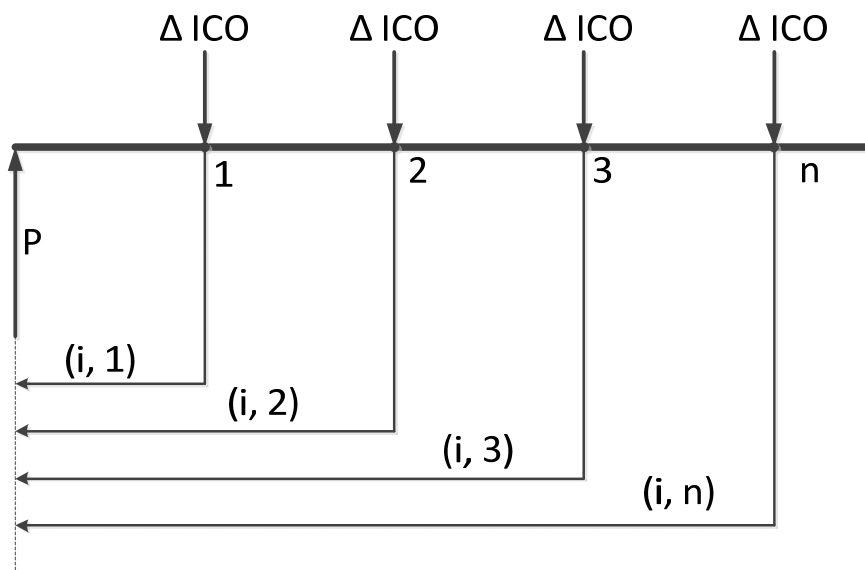 Δ ICO Δ ICO Δ ICO Δ ICO
1 2 3 n
P
(i, 1)
(i, 2)
(i, 3)
(i, n)